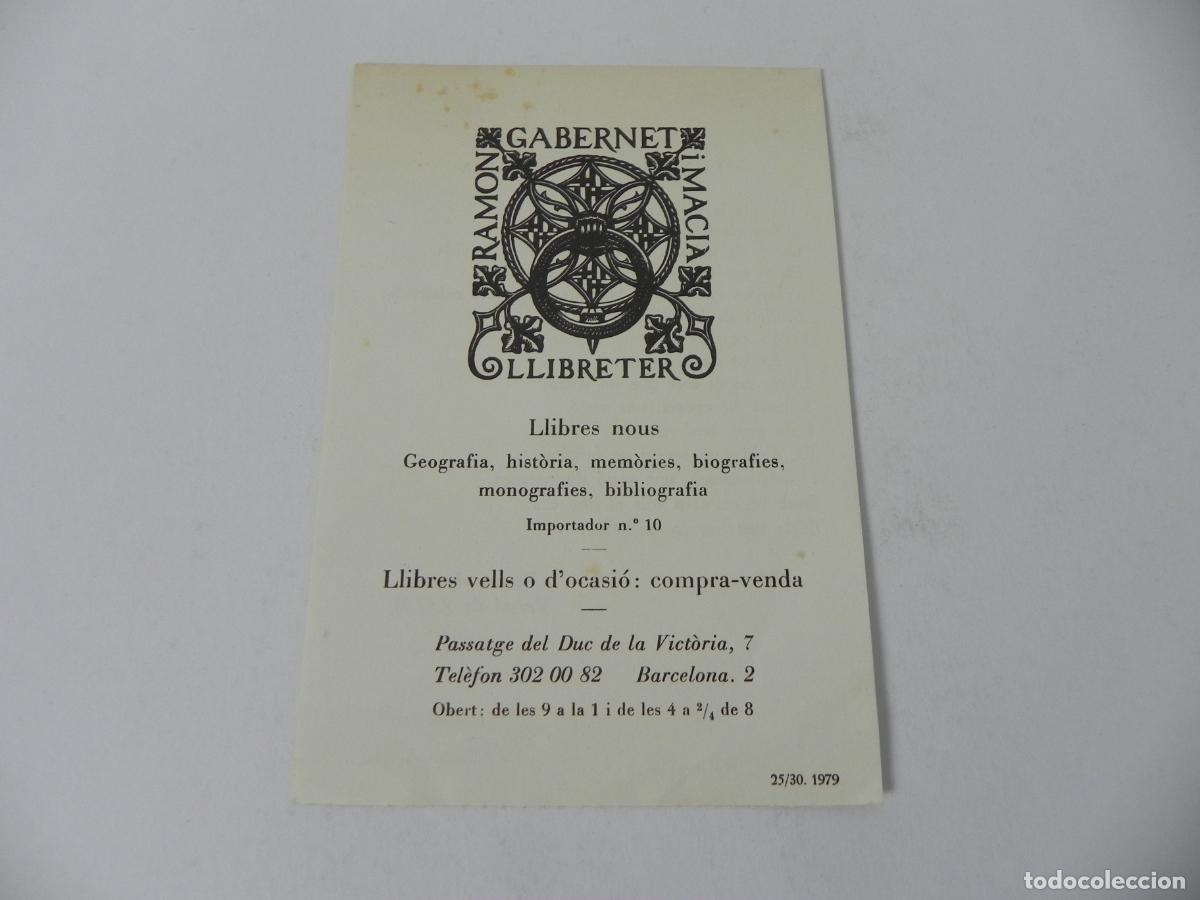 RAMON GABERNET i MACIÀ
LLIBRETER
Llibres nous
Geografia, història, memòries, biografies,
monografies, bibliografia
Importador n.º 10
Llibres vells o d'ocasió: compra-venda
Passatge del Duc de la Victòria, 7
Telèfon 302 00 82 Barcelona. 2
Obert: de les 9 a la 1 i de les 4 a 2/4 de 8
25/30. 1979
todocoleccion